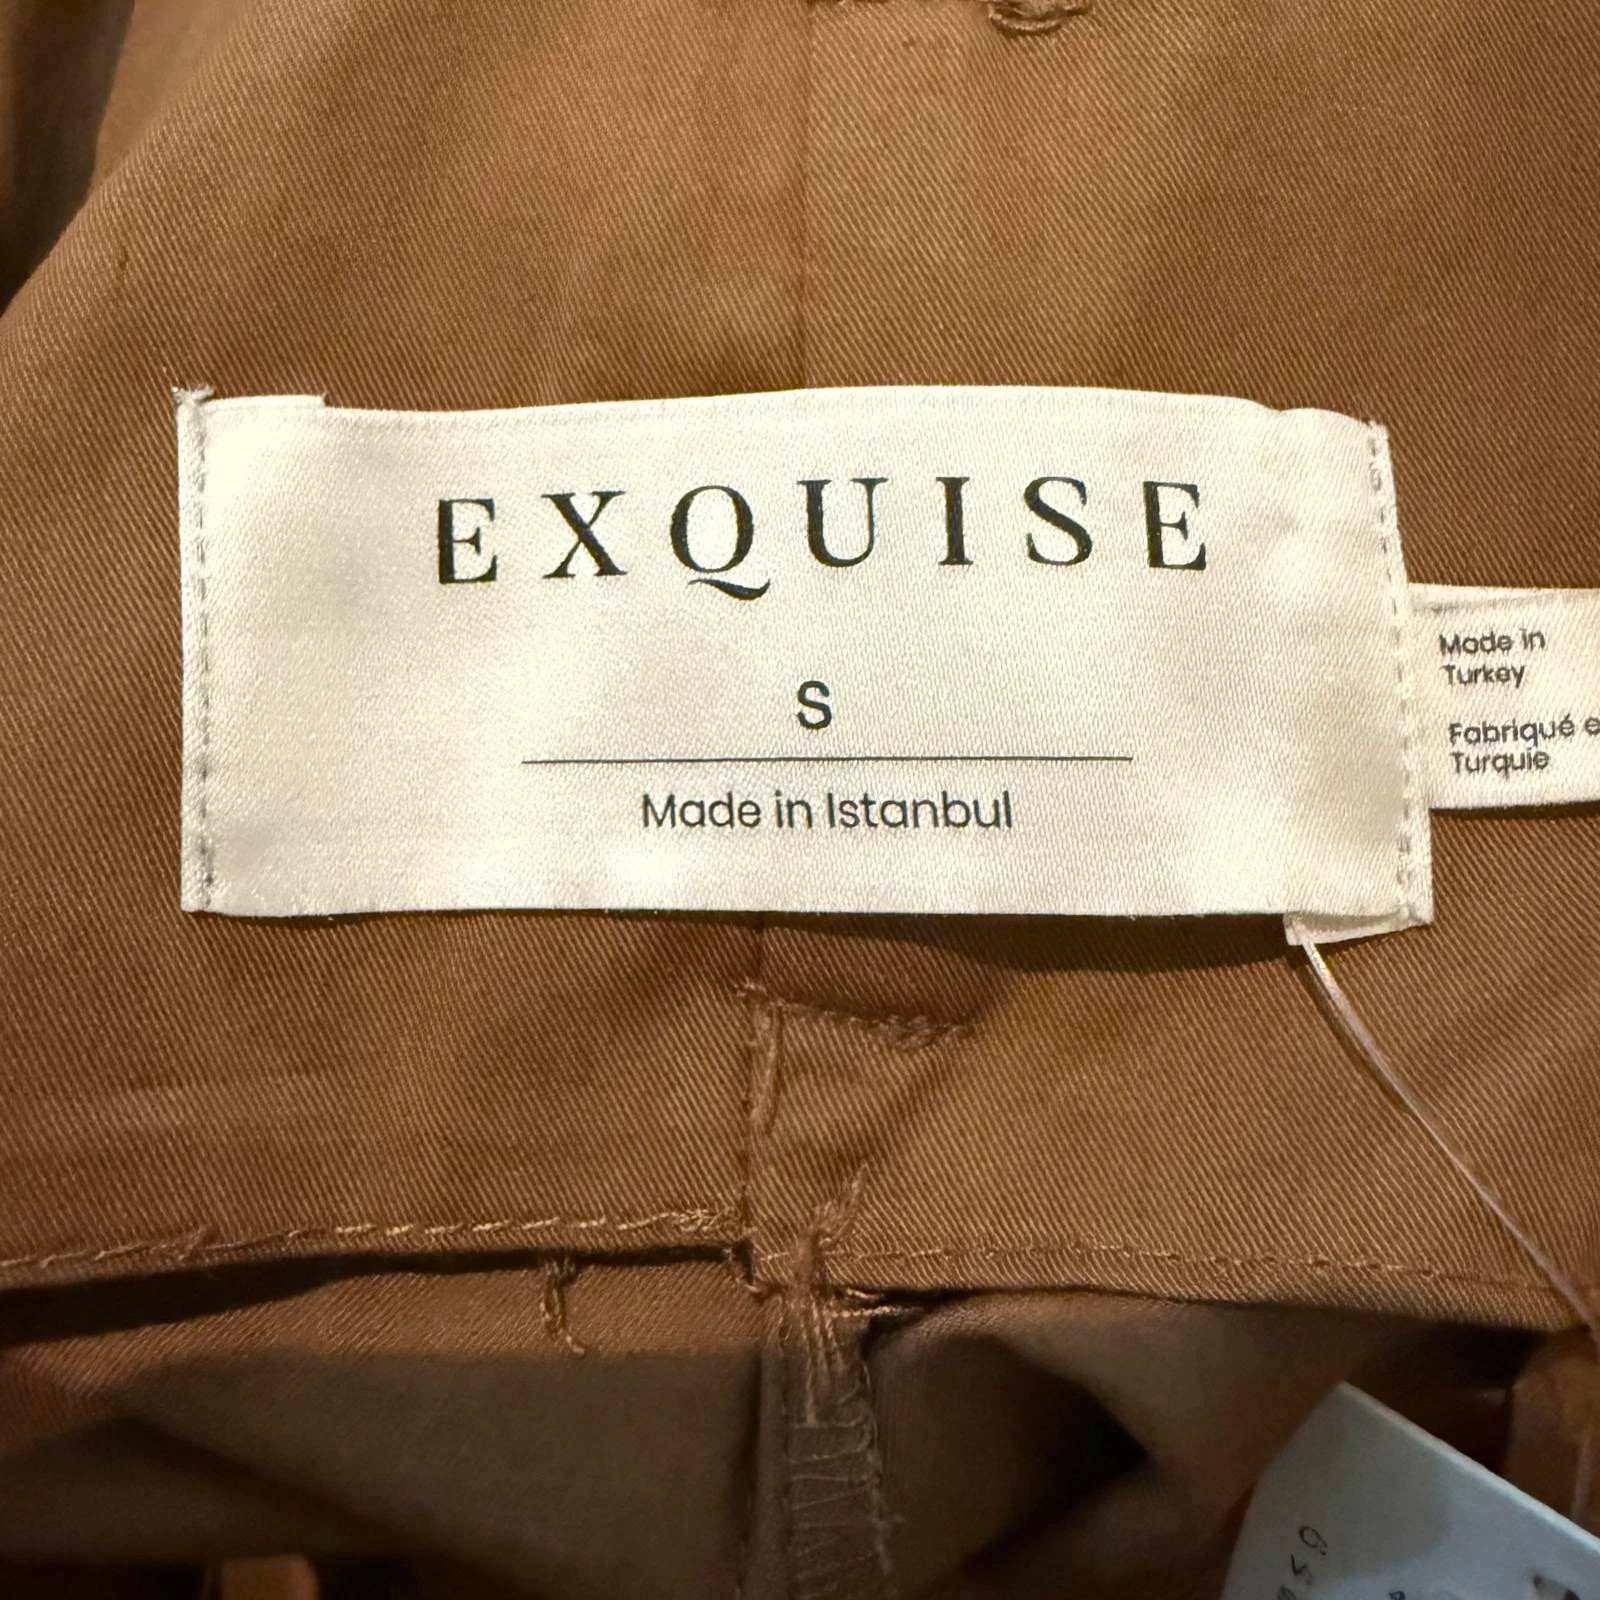 EXQUISE
S
Made in Istanbul
Made in
Turkey
Fabriqué e
Turquie